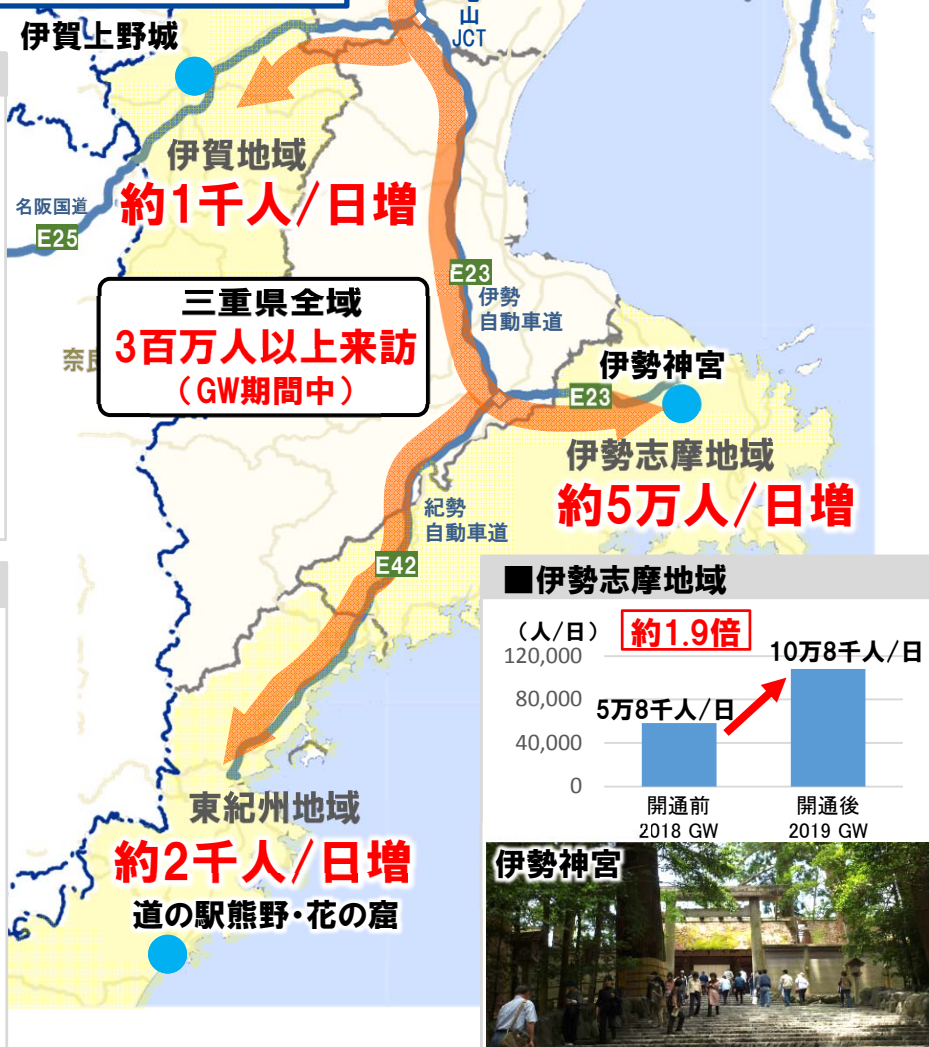 伊賀上野城
山
JCT
伊賀地域
約1千人/日増
名阪国道
E25
三重県全域
3百万人以上来訪
(GW期間中)
奈良
E23
伊勢
自動車道
伊勢神宮
E23
伊勢志摩地域
約5万人/日増
紀勢
自動車道
E42
東紀州地域
約2千人/日増
道の駅熊野・花の窟
■伊勢志摩地域
(人/日) 約1.9倍
120,000
80,000
40,000
0
5万8千人/日
10万8千人/日
開通前
2018 GW
開通後
2019 GW
伊勢神宮